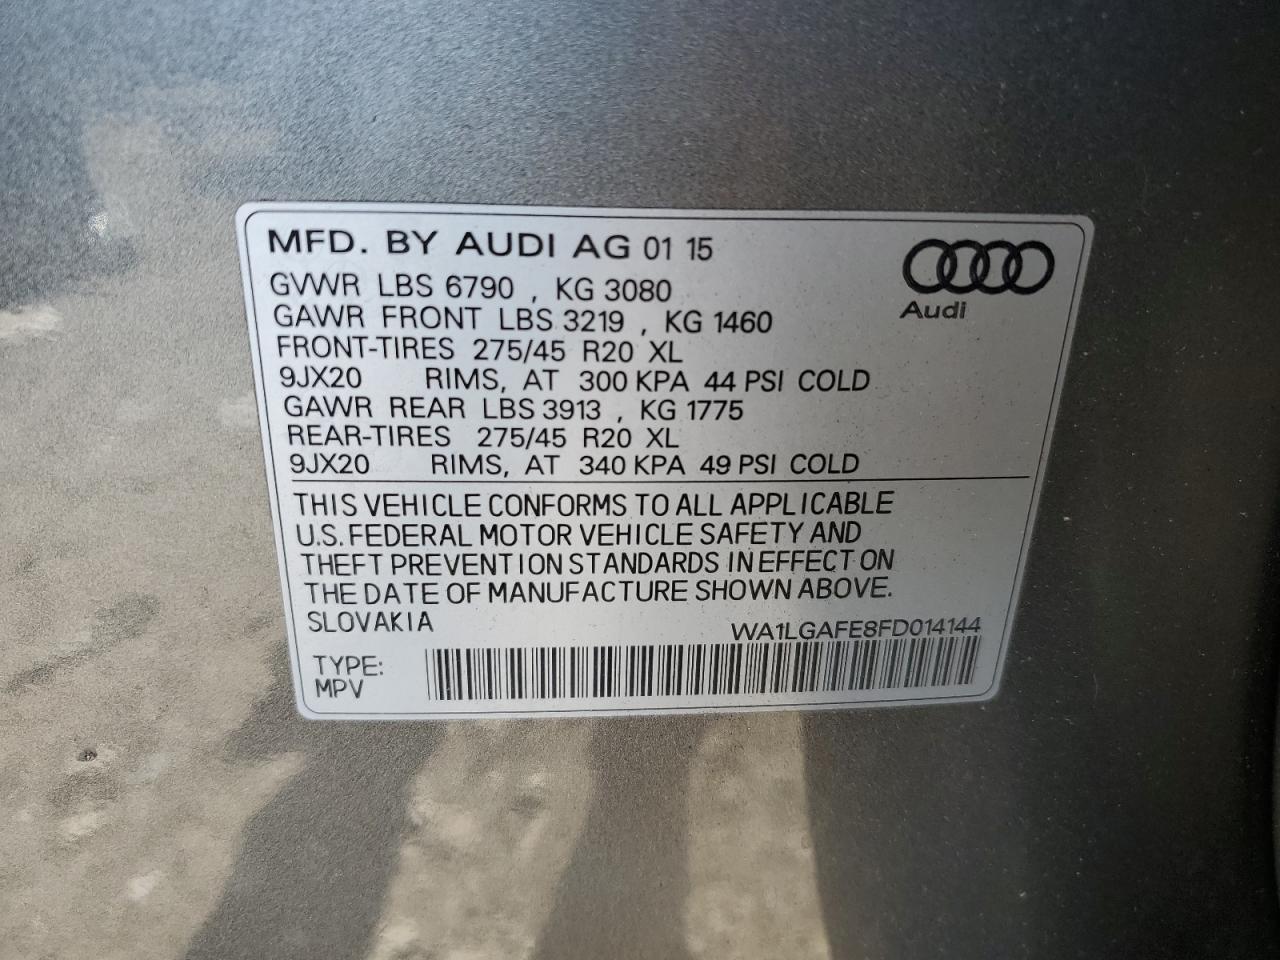 MFD. BY AUDI AG 01 15
Audi
GVWR LBS 6790 , KG 3080
GAWR FRONT LBS 3219 , KG 1460
FRONT-TIRES 275/45 R20 XL
9JX20 RIMS, AT 300 KPA 44 PSI COLD
GAWR REAR LBS 3913 , KG 1775
REAR-TIRES 275/45 R20 XL
9JX20 RIMS, AT 340 KPA 49 PSI COLD
THIS VEHICLE CONFORMS TO ALL APPLICABLE
U.S. FEDERAL MOTOR VEHICLE SAFETY AND
THEFT PREVENTION STANDARDS IN EFFECT ON
THE DATE OF MANUFACTURE SHOWN ABOVE.
SLOVAKIA
WA1LGAFE8FD014144
TYPE:
MPV